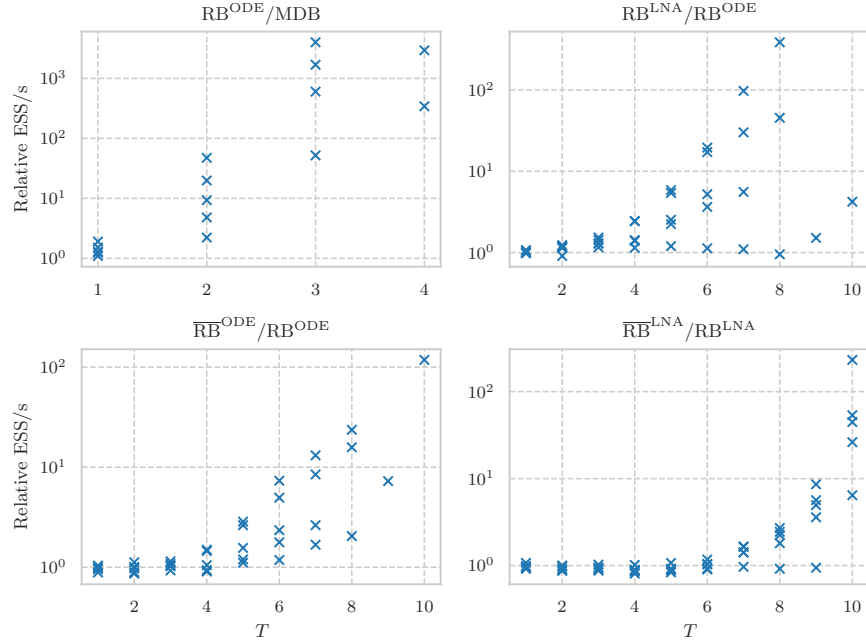 RB^ODE/MDB
RB^LNA/RB^ODE
Relative ESS/s
10^3
10^2
10^1
10^0
1 2 3 4
10^2
10^1
10^0
2 4 6 8 10
R̅B̅^ODE/RB^ODE
R̅B̅^LNA/RB^LNA
Relative ESS/s
10^2
10^1
10^0
2 4 6 8 10
T
10^2
10^1
10^0
2 4 6 8 10
T